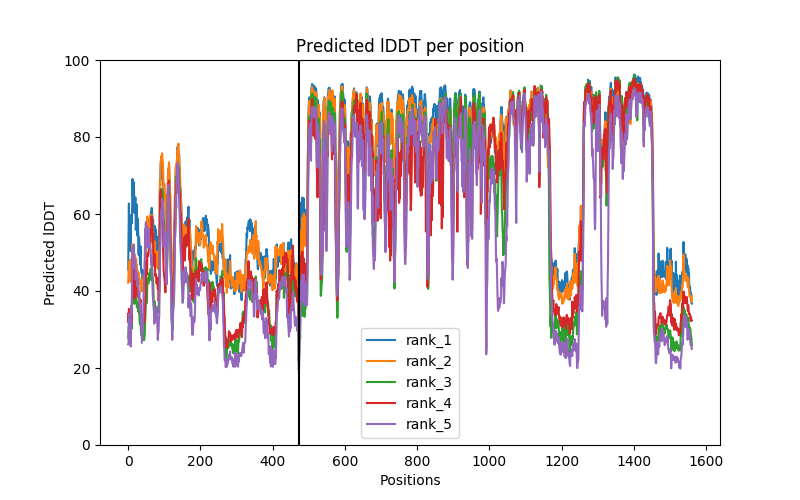 Predicted lDDT per position
100
80
60
40
20
0
Predicted lDDT
rank_1
rank_2
rank_3
rank_4
rank_5
0 200 400 600 800 1000 1200 1400 1600
Positions